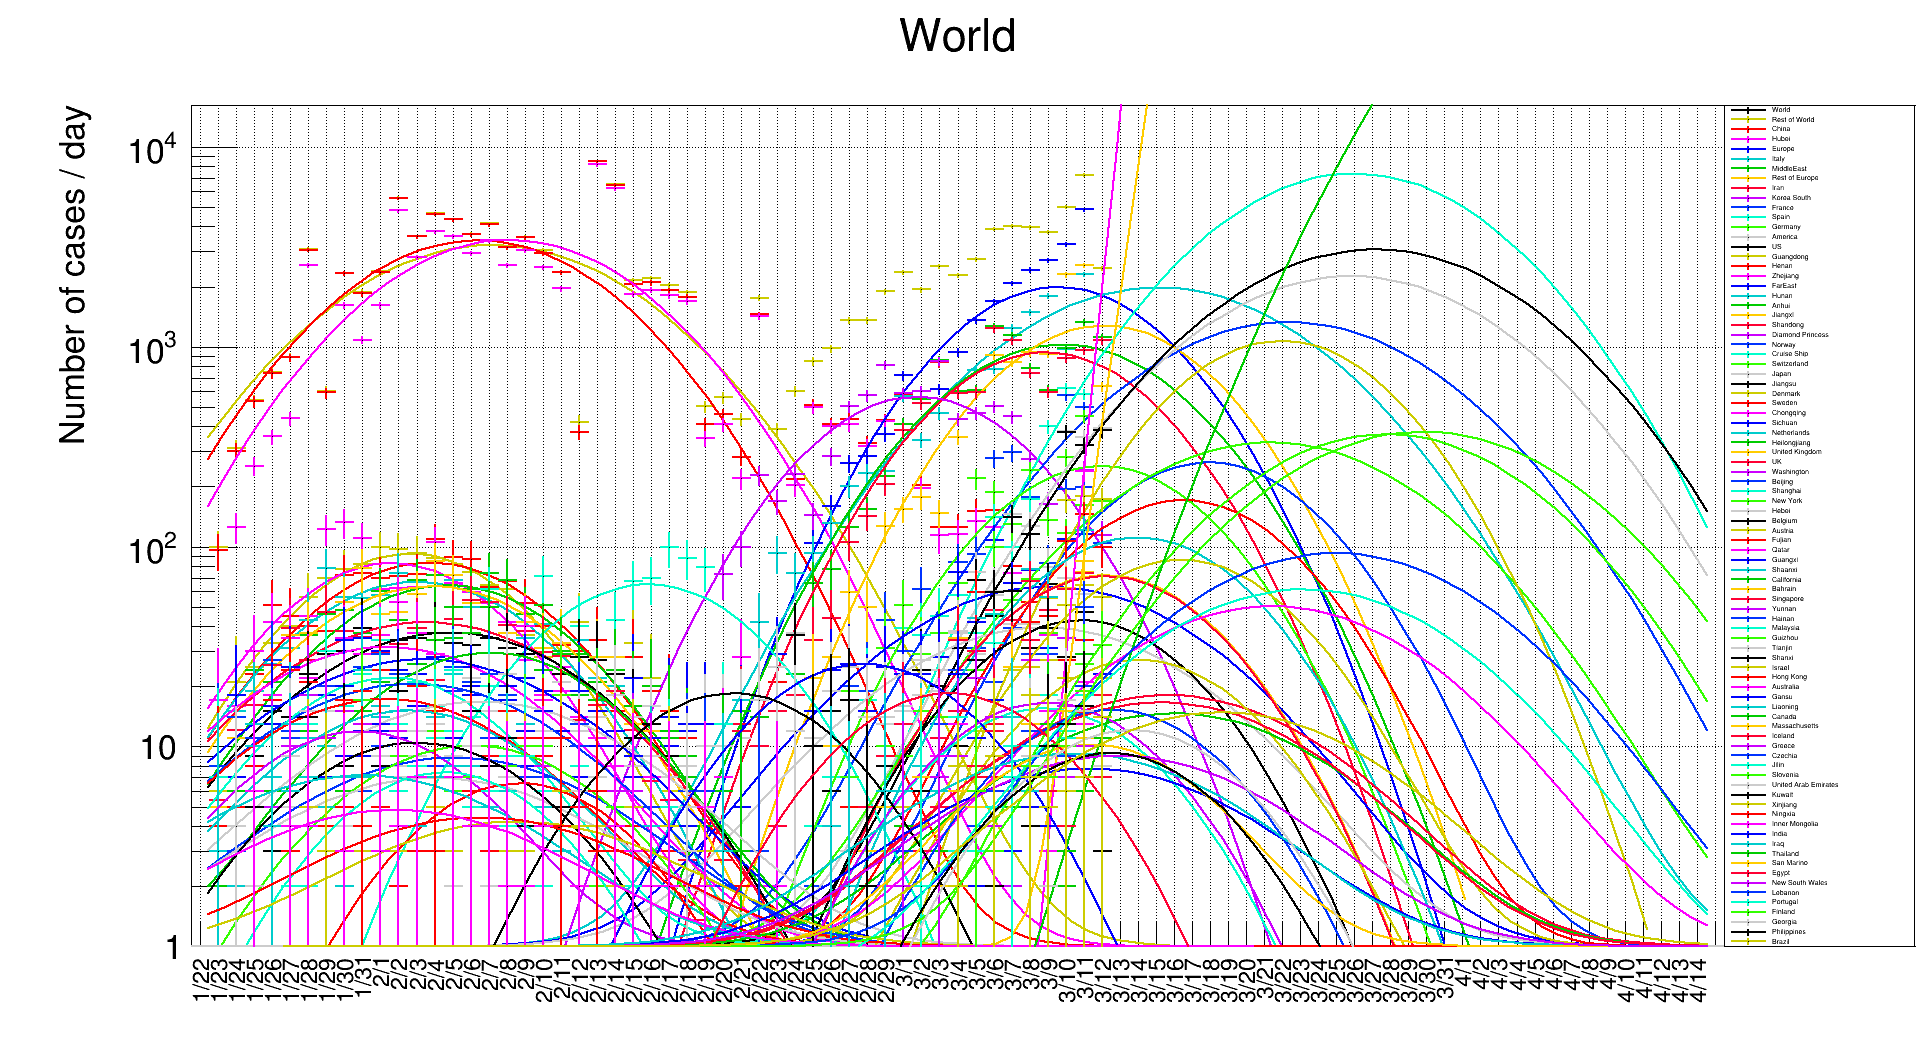 World
Number of cases / day
10⁴
10³
10²
10
1
1/22
1/23
1/24
1/25
1/26
1/27
1/28
1/29
1/30
1/31
2/1
2/2
2/3
2/4
2/5
2/6
2/7
2/8
2/9
2/10
2/11
2/12
2/13
2/14
2/15
2/16
2/17
2/18
2/19
2/20
2/21
2/22
2/23
2/24
2/25
2/26
2/27
2/28
2/29
3/1
3/2
3/3
3/4
3/5
3/6
3/7
3/8
3/9
3/10
3/11
3/12
3/13
3/14
3/15
3/16
3/17
3/18
3/19
3/20
3/21
3/22
3/23
3/24
3/25
3/26
3/27
3/28
3/29
3/30
3/31
4/1
4/2
4/3
4/4
4/5
4/6
4/7
4/8
4/9
4/10
4/11
4/12
4/13
4/14
World
Rest of World
China
Hubei
Europe
Italy
MiddleEast
Rest of Europe
Iran
Korea South
France
Spain
Germany
America
US
Guangdong
Henan
Zhejiang
FarEast
Hunan
Anhui
Jiangxi
Shandong
Diamond Princess
Norway
Cruise Ship
Switzerland
Japan
Jiangsu
Denmark
Sweden
Chongqing
Sichuan
Netherlands
Heilongjiang
United Kingdom
UK
Washington
Beijing
Shanghai
New York
Hebei
Belgium
Austria
Fujian
Qatar
Guangxi
Shaanxi
California
Bahrain
Singapore
Yunnan
Hainan
Malaysia
Guizhou
Tianjin
Shanxi
Israel
Hong Kong
Australia
Gansu
Liaoning
Canada
Massachusetts
Iceland
Greece
Czechia
Jilin
Slovenia
United Arab Emirates
Kuwait
Xinjiang
Ningxia
Inner Mongolia
India
Iraq
Thailand
San Marino
Egypt
New South Wales
Lebanon
Portugal
Finland
Georgia
Philippines
Brazil